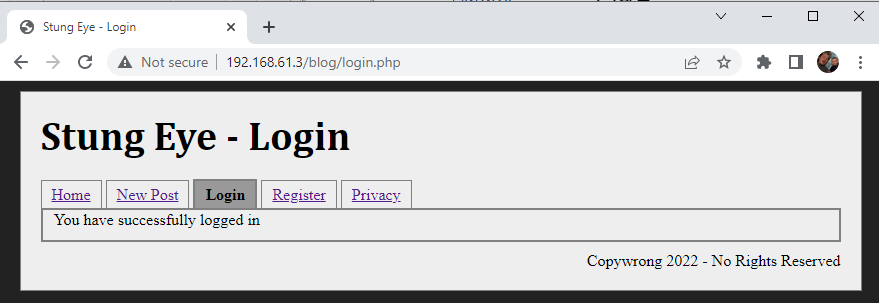 Stung Eye - Login
Not secure 192.168.61.3/blog/login.php
Stung Eye - Login
Home New Post Login Register Privacy
You have successfully logged in
Copywrong 2022 - No Rights Reserved